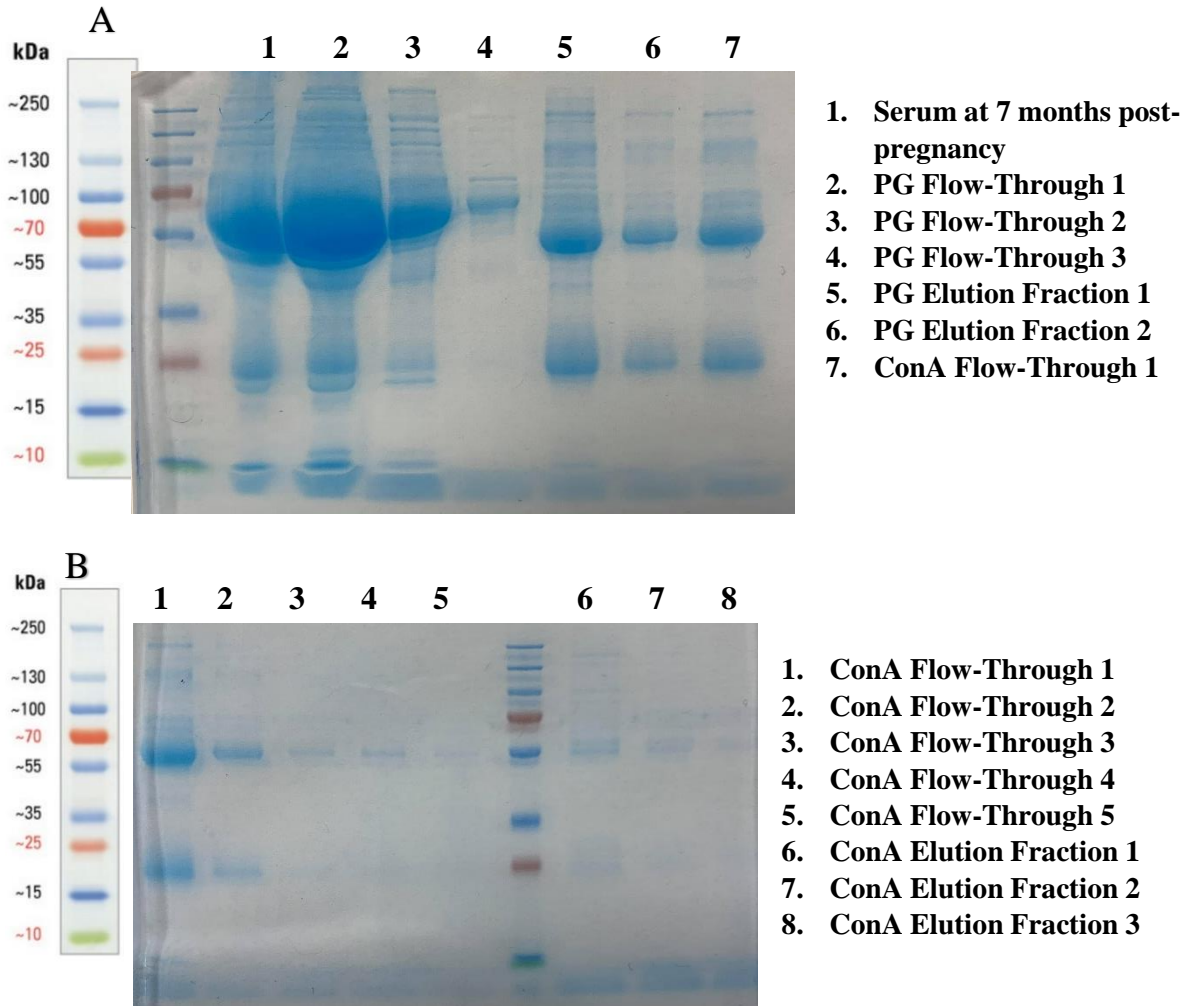 A
kDa
1 2 3 4 5 6 7
~250
~130
~100
~70
~55
~35
~25
~15
~10
1. Serum at 7 months post-
pregnancy
2. PG Flow-Through 1
3. PG Flow-Through 2
4. PG Flow-Through 3
5. PG Elution Fraction 1
6. PG Elution Fraction 2
7. ConA Flow-Through 1
B
kDa
1 2 3 4 5 6 7 8
~250
~130
~100
~70
~55
~35
~25
~15
~10
1. ConA Flow-Through 1
2. ConA Flow-Through 2
3. ConA Flow-Through 3
4. ConA Flow-Through 4
5. ConA Flow-Through 5
6. ConA Elution Fraction 1
7. ConA Elution Fraction 2
8. ConA Elution Fraction 3